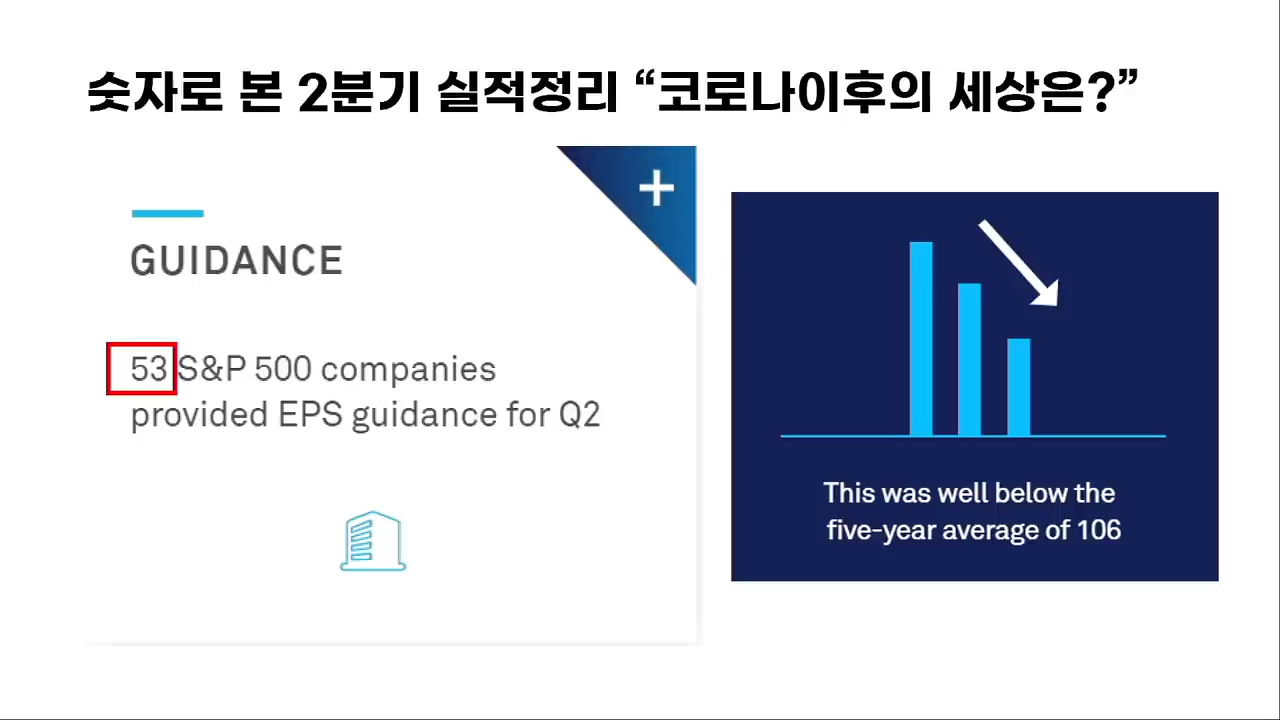 숫자로 본 2분기 실적정리 “코로나이후의 세상은?”
GUIDANCE
53 S&P 500 companies
provided EPS guidance for Q2
This was well below the
five-year average of 106